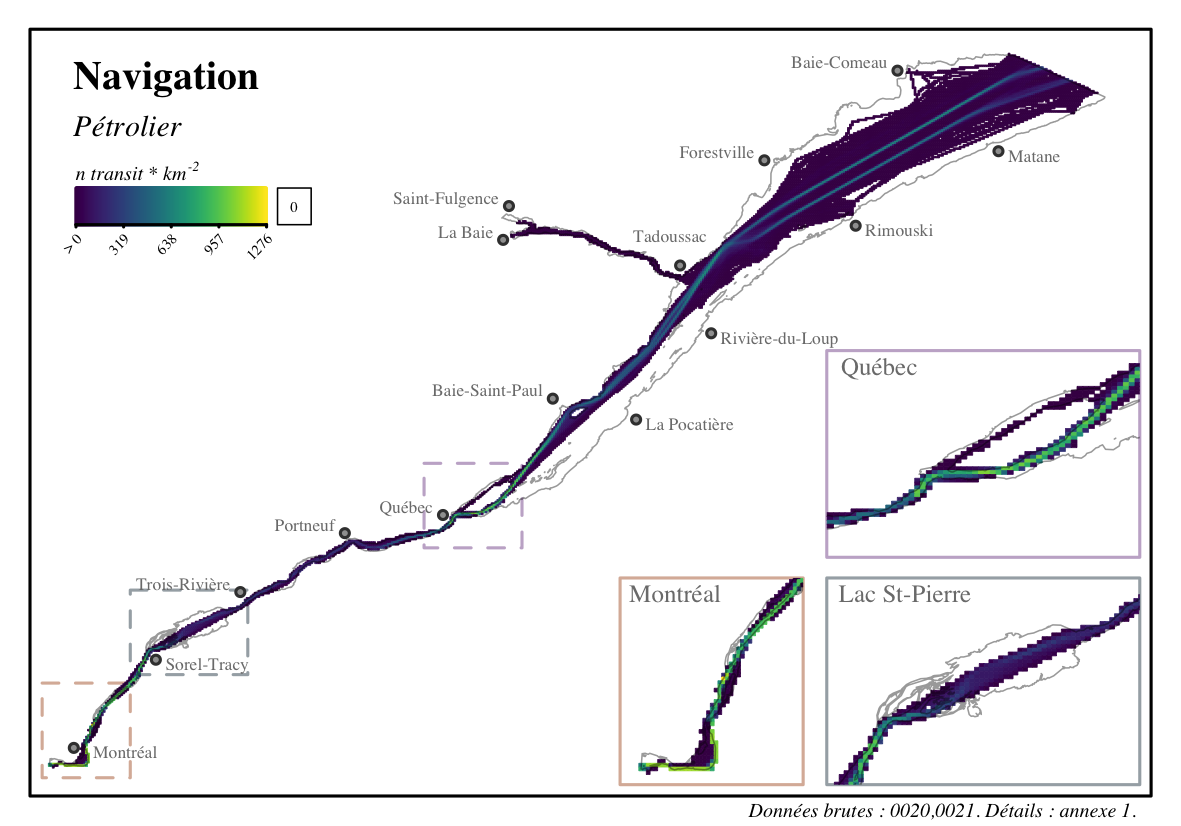 Navigation
Pétrolier
n transit * km-2
0
> 0
319
638
957
1276
Baie-Comeau
Forestville
Matane
Saint-Fulgence
La Baie
Tadoussac
Rimouski
Rivière-du-Loup
Baie-Saint-Paul
La Pocatière
Québec
Portneuf
Trois-Rivière
Sorel-Tracy
Montréal
Québec
Montréal
Lac St-Pierre
Données brutes : 0020,0021. Détails : annexe 1.